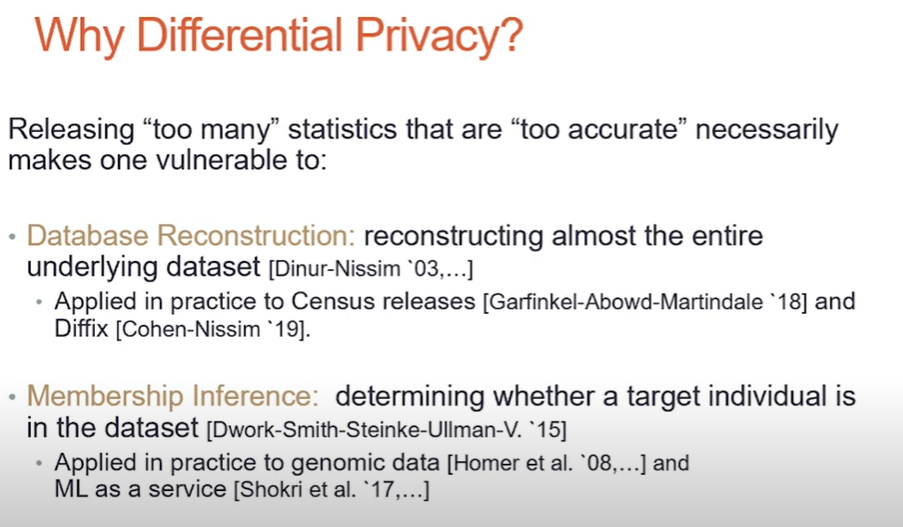 Why Differential Privacy?
Releasing “too many” statistics that are “too accurate” necessarily
makes one vulnerable to:
• Database Reconstruction: reconstructing almost the entire
underlying dataset [Dinur-Nissim `03,…]
• Applied in practice to Census releases [Garfinkel-Abowd-Martindale `18] and
Diffix [Cohen-Nissim `19].
• Membership Inference: determining whether a target individual is
in the dataset [Dwork-Smith-Steinke-Ullman-V. `15]
• Applied in practice to genomic data [Homer et al. `08,…] and
ML as a service [Shokri et al. `17,…]